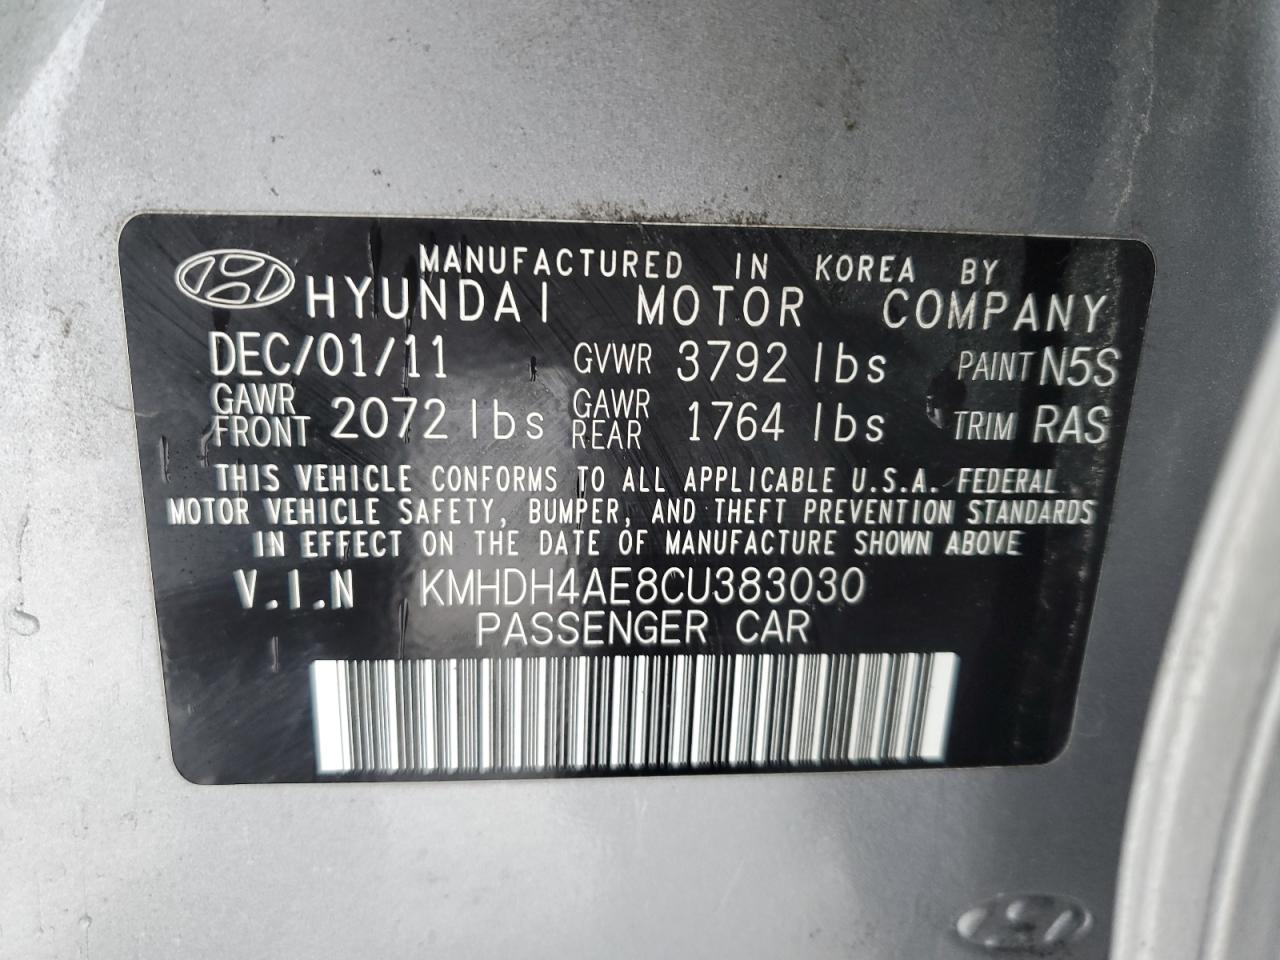 MANUFACTURED IN KOREA BY
HYUNDAI MOTOR COMPANY
DEC/01/11 GVWR 3792 lbs PAINT N5S
GAWR FRONT 2072 lbs GAWR REAR 1764 lbs TRIM RAS
THIS VEHICLE CONFORMS TO ALL APPLICABLE U.S.A. FEDERAL
MOTOR VEHICLE SAFETY, BUMPER, AND THEFT PREVENTION STANDARDS
IN EFFECT ON THE DATE OF MANUFACTURE SHOWN ABOVE
V.I.N KMHDH4AE8CU383030
PASSENGER CAR